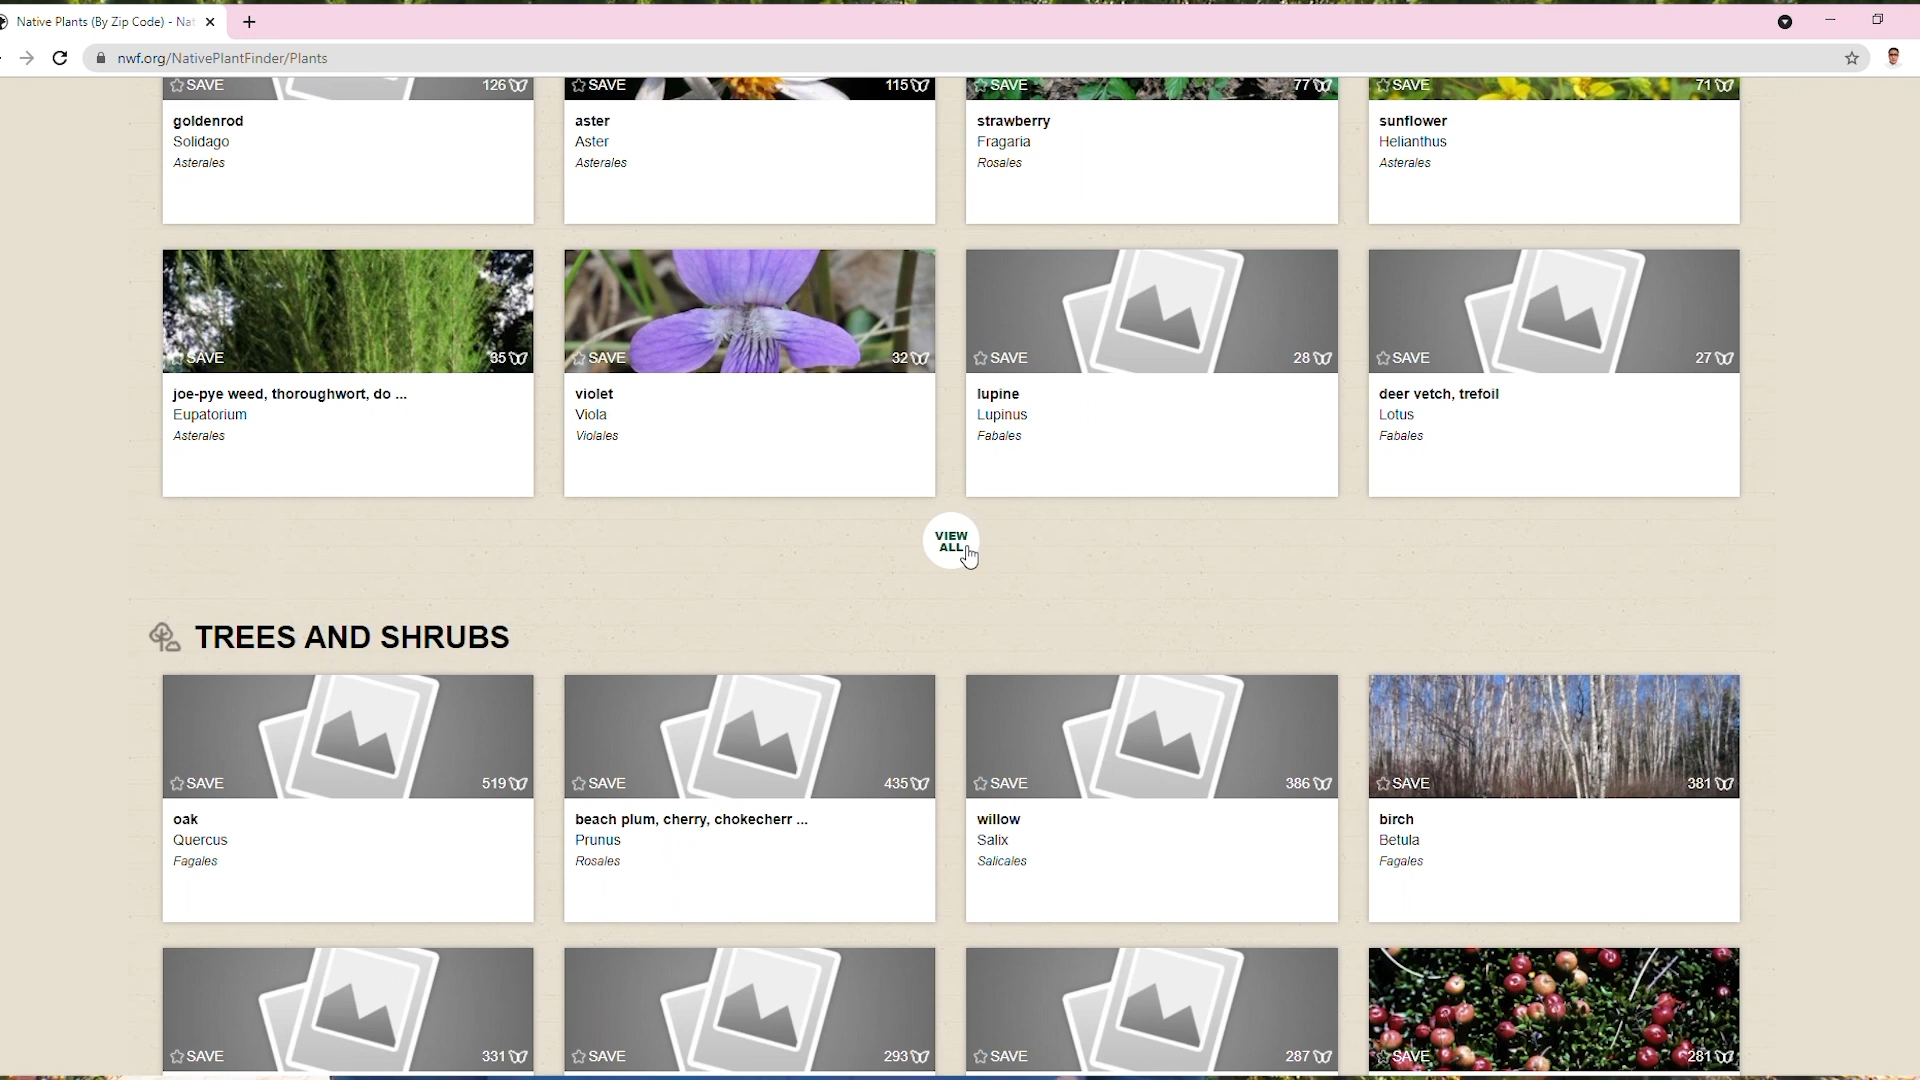 Native Plants (By Zip Code) - Nat
nwf.org/NativePlantFinder/Plants
SAVE 126
SAVE 115
SAVE 77
SAVE 71
goldenrod
Solidago
Asterales
aster
Aster
Asterales
strawberry
Fragaria
Rosales
sunflower
Helianthus
Asterales
SAVE 35
SAVE 32
SAVE 28
SAVE 27
joe-pye weed, thoroughwort, do ...
Eupatorium
Asterales
violet
Viola
Violales
lupine
Lupinus
Fabales
deer vetch, trefoil
Lotus
Fabales
VIEW
ALL
TREES AND SHRUBS
SAVE 519
SAVE 435
SAVE 386
SAVE 381
oak
Quercus
Fagales
beach plum, cherry, chokecherr ...
Prunus
Rosales
willow
Salix
Salicales
birch
Betula
Fagales
SAVE 331
SAVE 293
SAVE 287
SAVE 281